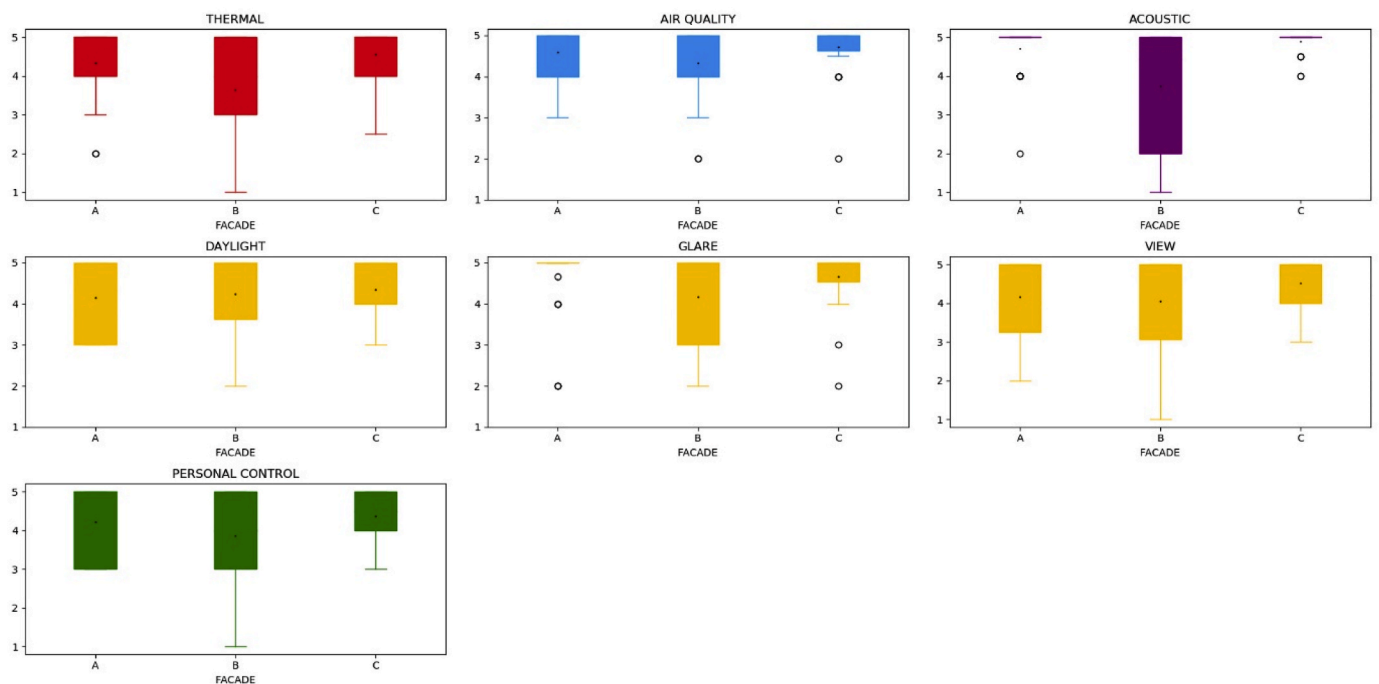 THERMAL
5
4
3
2
1
A B C
FACADE
AIR QUALITY
5
4
3
2
1
A B C
FACADE
ACOUSTIC
5
4
3
2
1
A B C
FACADE
DAYLIGHT
5
4
3
2
1
A B C
FACADE
GLARE
5
4
3
2
1
A B C
FACADE
VIEW
5
4
3
2
1
A B C
FACADE
PERSONAL CONTROL
5
4
3
2
1
A B C
FACADE